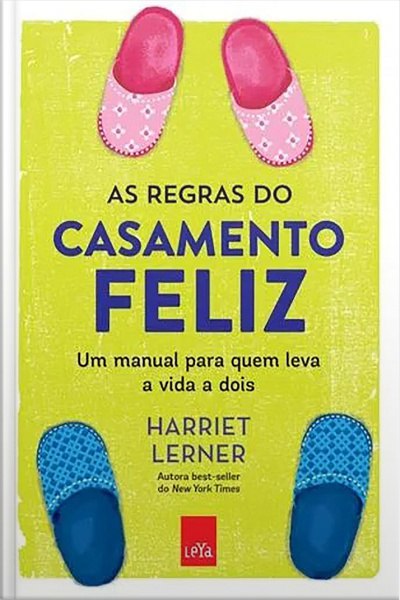 AS REGRAS DO
CASAMENTO
FELIZ
Um manual para quem leva
a vida a dois
HARRIET
LERNER
Autora best-seller
do New York Times
LeYa